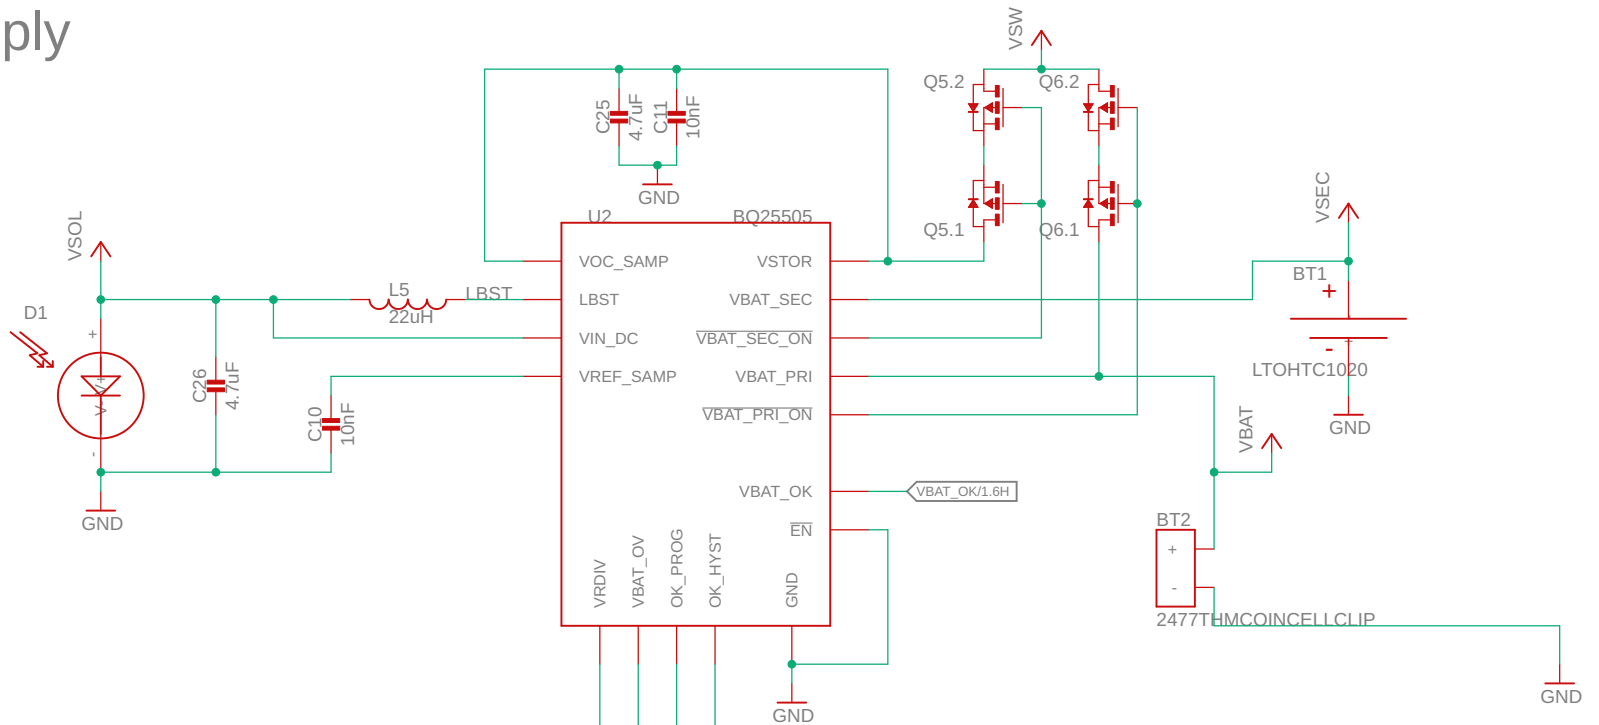 ply
VSW
Q5.2
Q6.2
C25
4.7uF
C11
10nF
GND
Q5.1
Q6.1
VSEC
VSOL
U2
BQ25505
VOC_SAMP
VSTOR
BT1
+
L5
LBST
LBST
VBAT_SEC
22uH
D1
+
VIN_DC
VBAT_SEC_ON
-
V+
V-
C26
4.7uF
VREF_SAMP
VBAT_PRI
LTOHTC1020
C10
10nF
VBAT_PRI_ON
VBAT
GND
-
VBAT_OK
VBAT_OK/1.6H
GND
EN
BT2
+
-
VRDIV
VBAT_OV
OK_PROG
OK_HYST
GND
2477THMCOINCELLCLIP
GND
GND